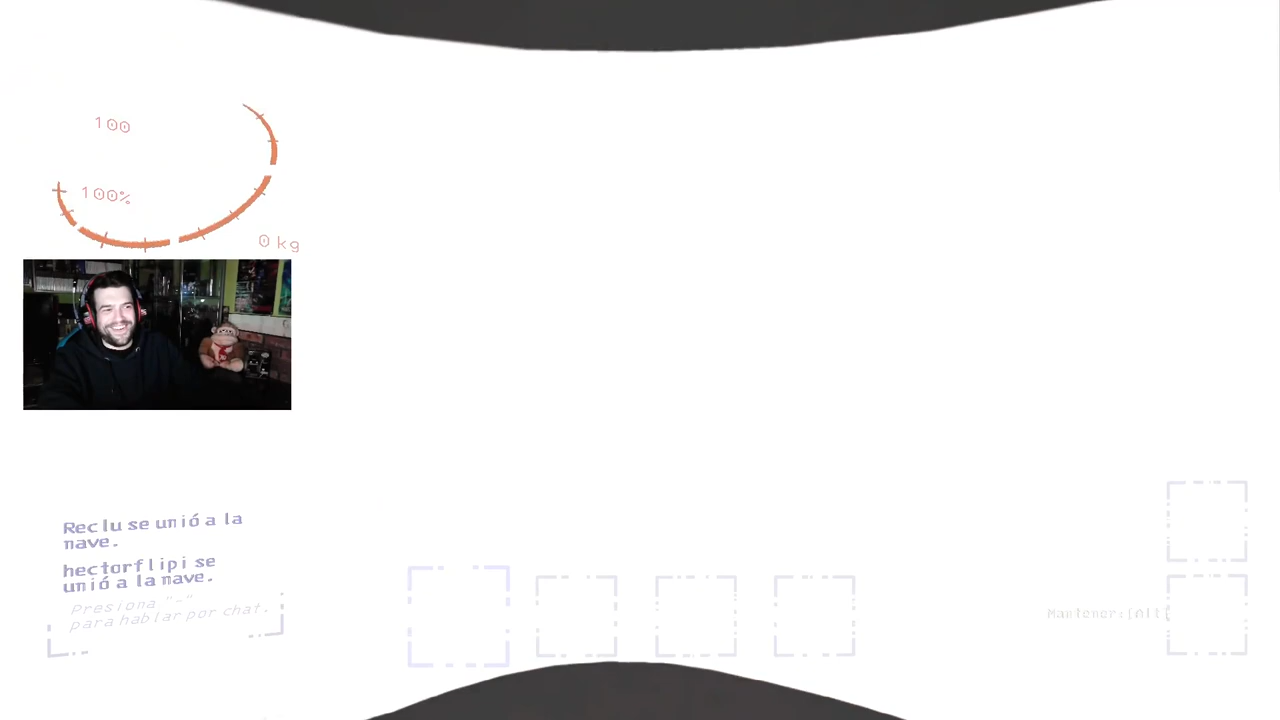 100
100%
0 kg
Reclu se unió a la
nave.
hectorflipi se
unió a la nave.
Presiona "-"
para hablar por chat.
Mantener:[Alt]